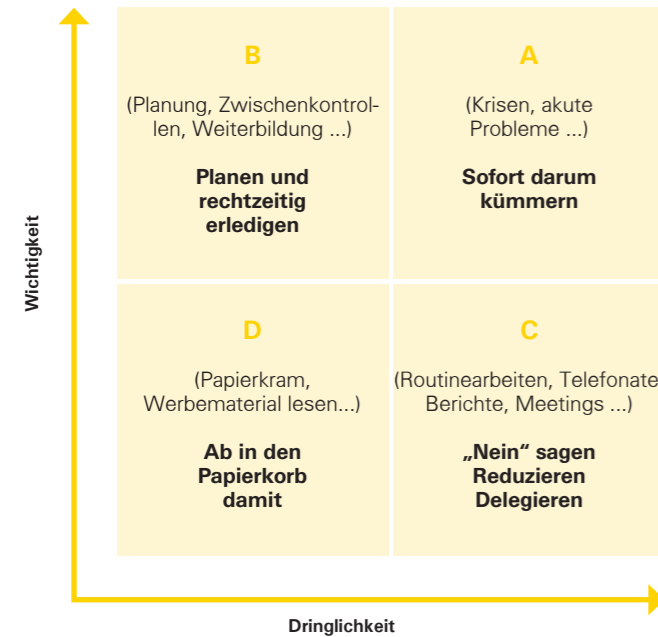 B
(Planung, Zwischenkontrol-
len, Weiterbildung ...)
Planen und
rechtzeitig
erledigen
A
(Krisen, akute
Probleme ...)
Sofort darum
kümmern
Wichtigkeit
D
(Papierkram,
Werbematerial lesen...)
Ab in den
Papierkorb
damit
C
(Routinearbeiten, Telefonate
Berichte, Meetings ...)
„Nein“ sagen
Reduzieren
Delegieren
Dringlichkeit